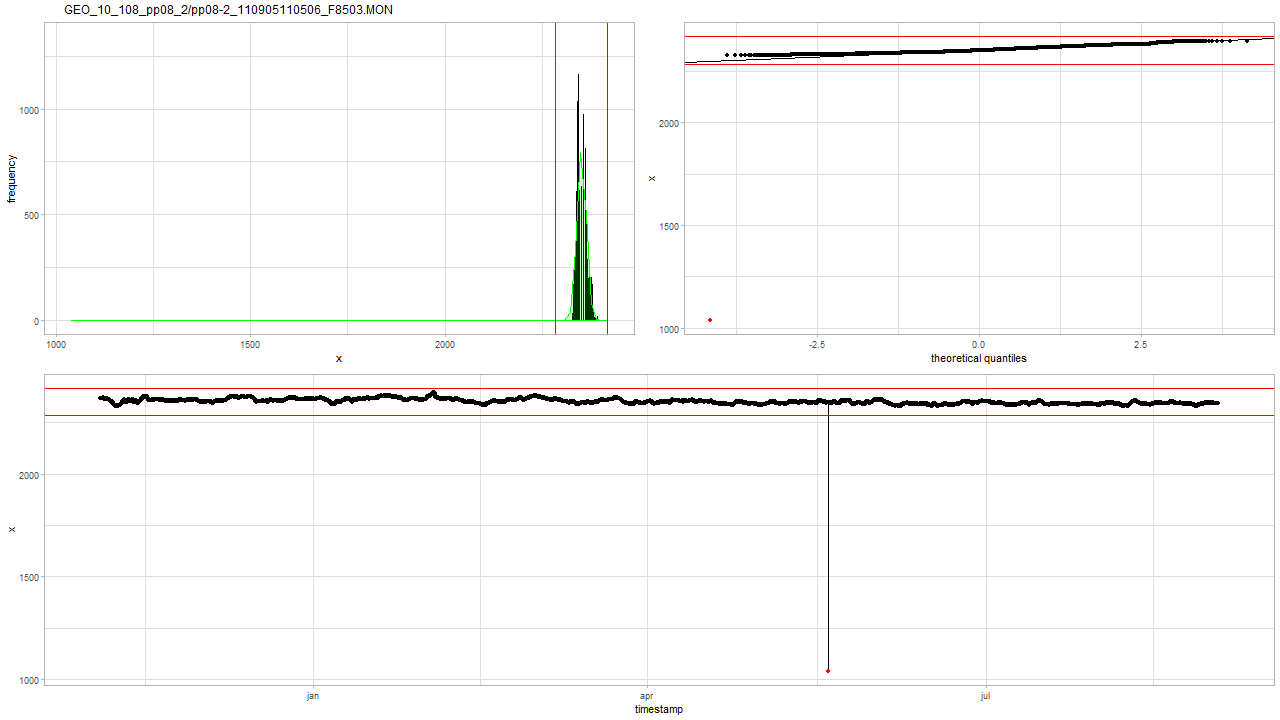 GEO_10_108_pp08_2/pp08-2_110905110506_F8503.MON
frequency
1000
500
0
1000
1500
2000
x
x
2000
1500
1000
-2.5
0.0
2.5
theoretical quantiles
x
2000
1500
1000
jan
apr
jul
timestamp